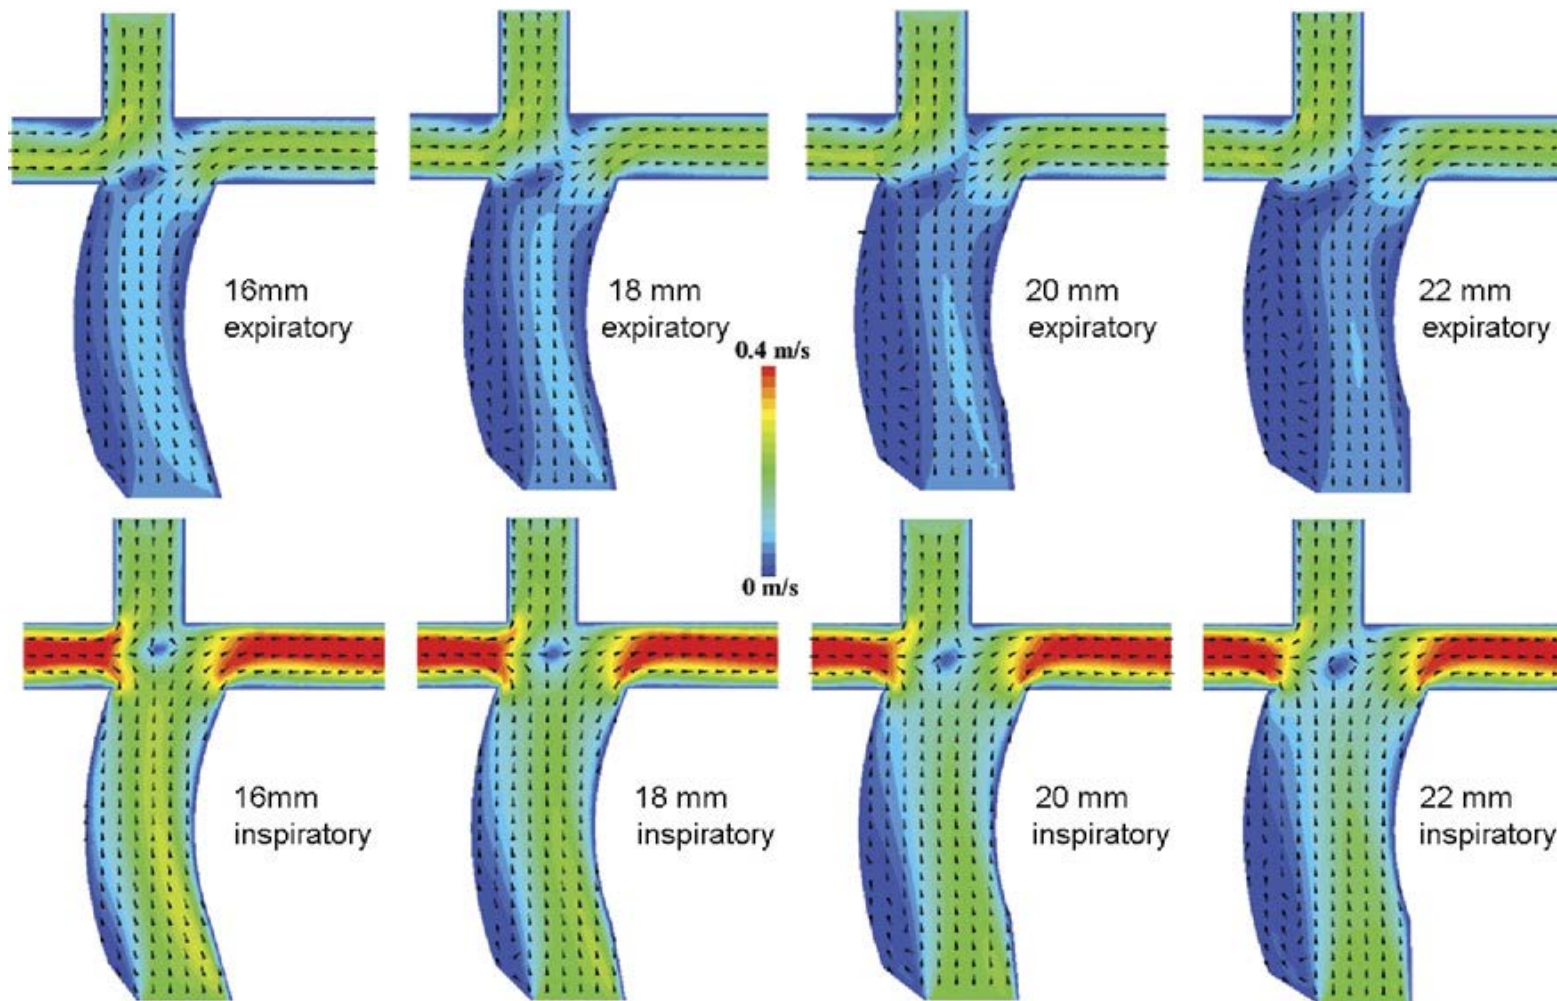 16mm
expiratory
18 mm
expiratory
20 mm
expiratory
22 mm
expiratory
0.4 m/s
0 m/s
16mm
inspiratory
18 mm
inspiratory
20 mm
inspiratory
22 mm
inspiratory